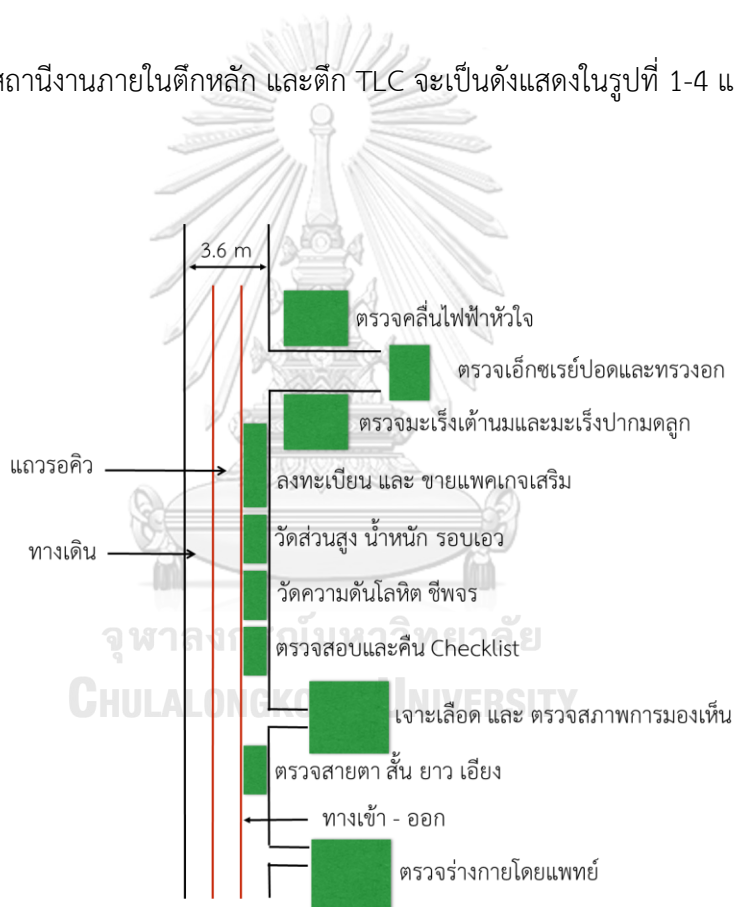 สถานีงานภายในตึกหลัก และตึก TLC จะเป็นดังแสดงในรูปที่ 1-4 แ
3.6 m
ตรวจคลื่นไฟฟ้าหัวใจ
ตรวจเอ็กซเรย์ปอดและทรวงอก
ตรวจมะเร็งเต้านมและมะเร็งปากมดลูก
แถวรอคิว
ลงทะเบียน และ ขายแพคเกจเสริม
วัดส่วนสูง น้ำหนัก รอบเอว
ทางเดิน
วัดความดันโลหิต ชีพจร
จุฬาลงกรณ์มหาวิทยาลัย
ตรวจสอบและคืน Checklist
CHULALONGKORN UNIVERSITY
เจาะเลือด และ ตรวจสภาพการมองเห็น
ตรวจสายตา สั้น ยาว เอียง
ทางเข้า - ออก
ตรวจร่างกายโดยแพทย์